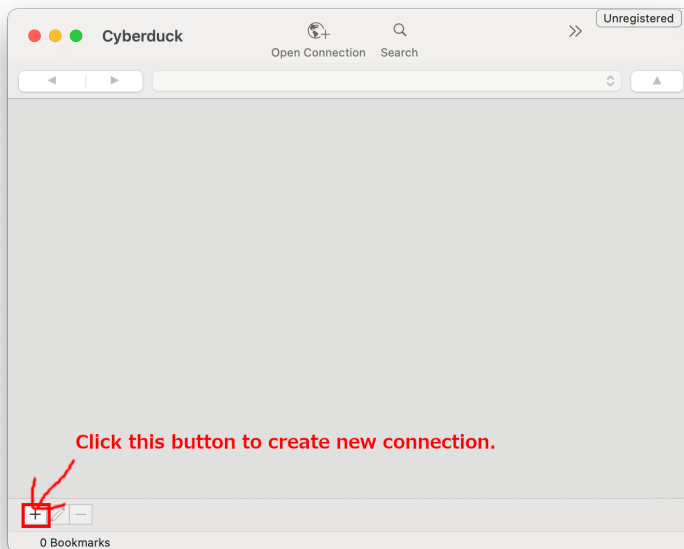 Unregistered
Cyberduck
Open Connection
Search
Click this button to create new connection.
0 Bookmarks